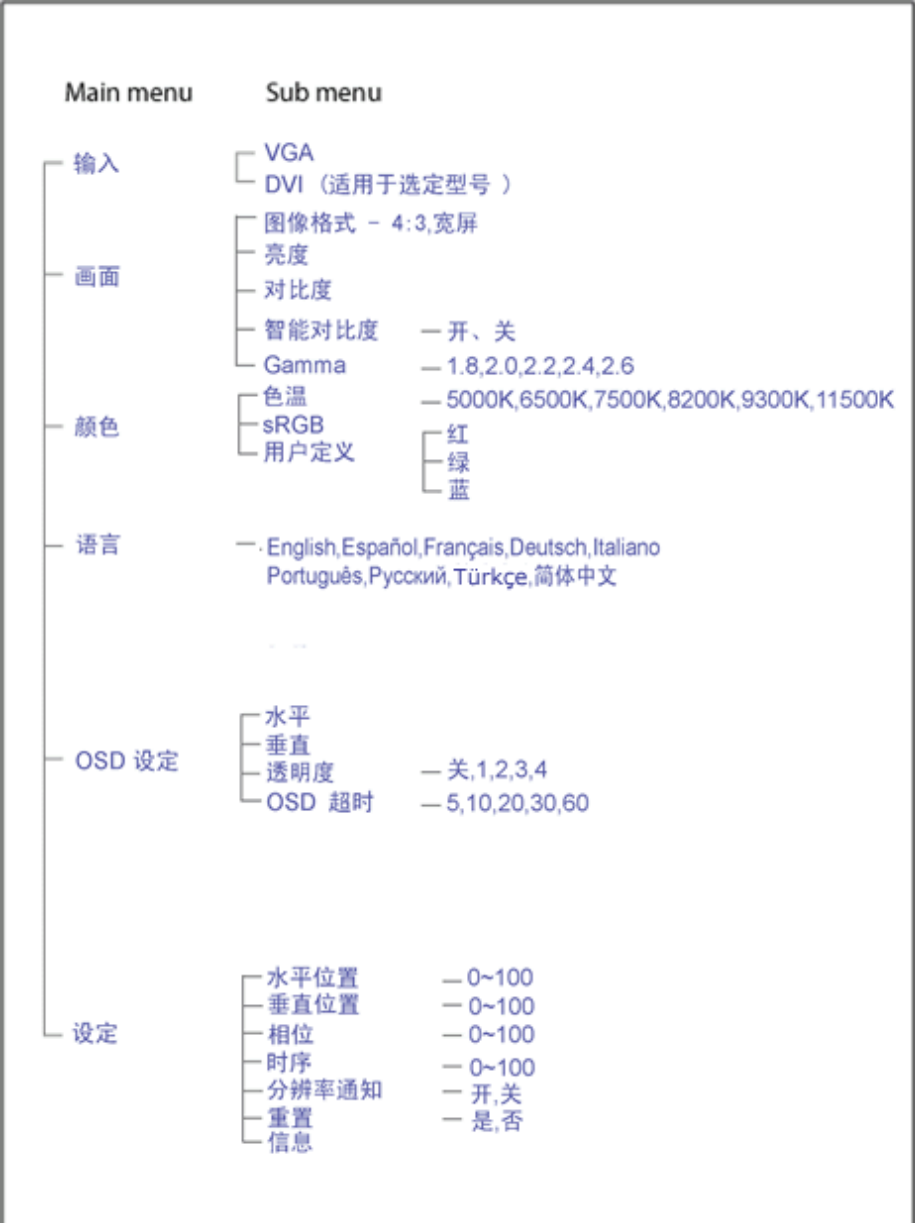 Main menu Sub menu
输入 VGA
DVI （适用于选定型号 ）
图像格式 － 4:3,宽屏
亮度
画面
对比度
智能对比度 — 开、关
Gamma — 1.8,2.0,2.2,2.4,2.6
色温 — 5000K,6500K,7500K,8200K,9300K,11500K
颜色 sRGB 红
用户定义 绿
蓝
语言 — English,Español,Français,Deutsch,Italiano
Português,Русский,Türkçe,简体中文
水平
垂直
OSD 设定 透明度 — 关,1,2,3,4
OSD 超时 — 5,10,20,30,60
水平位置 — 0~100
垂直位置 — 0~100
设定 相位 — 0~100
时序 — 0~100
分辨率通知 — 开,关
重置 — 是,否
信息